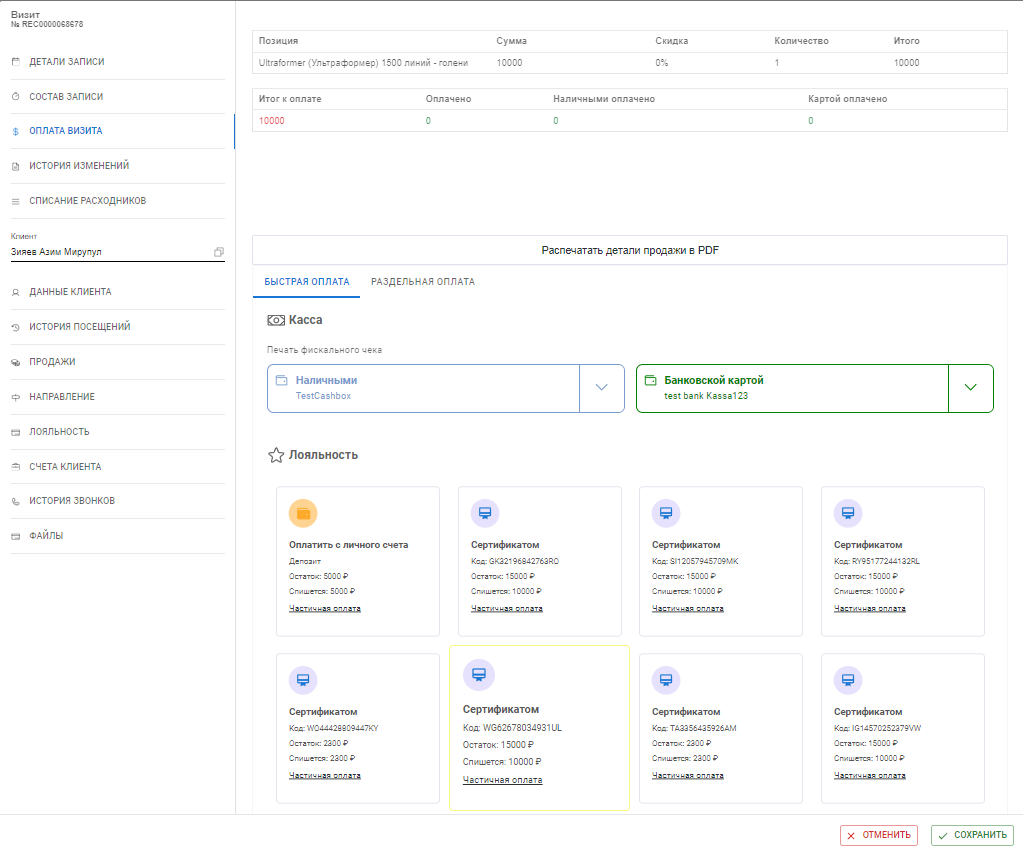 Визит
№ REC0000068678
ДЕТАЛИ ЗАПИСИ
СОСТАВ ЗАПИСИ
ОПЛАТА ВИЗИТА
ИСТОРИЯ ИЗМЕНЕНИЙ
СПИСАНИЕ РАСХОДНИКОВ
Клиент
Зияев Азим Мирупул
ДАННЫЕ КЛИЕНТА
ИСТОРИЯ ПОСЕЩЕНИЙ
ПРОДАЖИ
НАПРАВЛЕНИЕ
ЛОЯЛЬНОСТЬ
СЧЕТА КЛИЕНТА
ИСТОРИЯ ЗВОНКОВ
ФАЙЛЫ
Позиция Сумма Скидка Количество Итого
Ultraformer (Ультраформер) 1500 линий - голени 10000 0% 1 10000
Итог к оплате Оплачено Наличными оплачено Картой оплачено
10000 0 0 0
Распечатать детали продажи в PDF
БЫСТРАЯ ОПЛАТА РАЗДЕЛЬНАЯ ОПЛАТА
Касса
Печать фискального чека
Наличными
TestCashbox
Банковской картой
test bank Kassa123
Лояльность
Оплатить с личного счета
Депозит
Остаток: 5000 ₽
Спишется: 5000 ₽
Частичная оплата
Сертификатом
Код: GK32196842763RO
Остаток: 15000 ₽
Спишется: 10000 ₽
Частичная оплата
Сертификатом
Код: SI12057945709MK
Остаток: 15000 ₽
Спишется: 10000 ₽
Частичная оплата
Сертификатом
Код: RY95177244132RL
Остаток: 15000 ₽
Спишется: 10000 ₽
Частичная оплата
Сертификатом
Код: WO44428809447KY
Остаток: 2300 ₽
Спишется: 2300 ₽
Частичная оплата
Сертификатом
Код: WG62678034931UL
Остаток: 15000 ₽
Спишется: 10000 ₽
Частичная оплата
Сертификатом
Код: TA3356435926AM
Остаток: 2300 ₽
Спишется: 2300 ₽
Частичная оплата
Сертификатом
Код: IG14570252379VW
Остаток: 15000 ₽
Спишется: 10000 ₽
Частичная оплата
ОТМЕНИТЬ
СОХРАНИТЬ